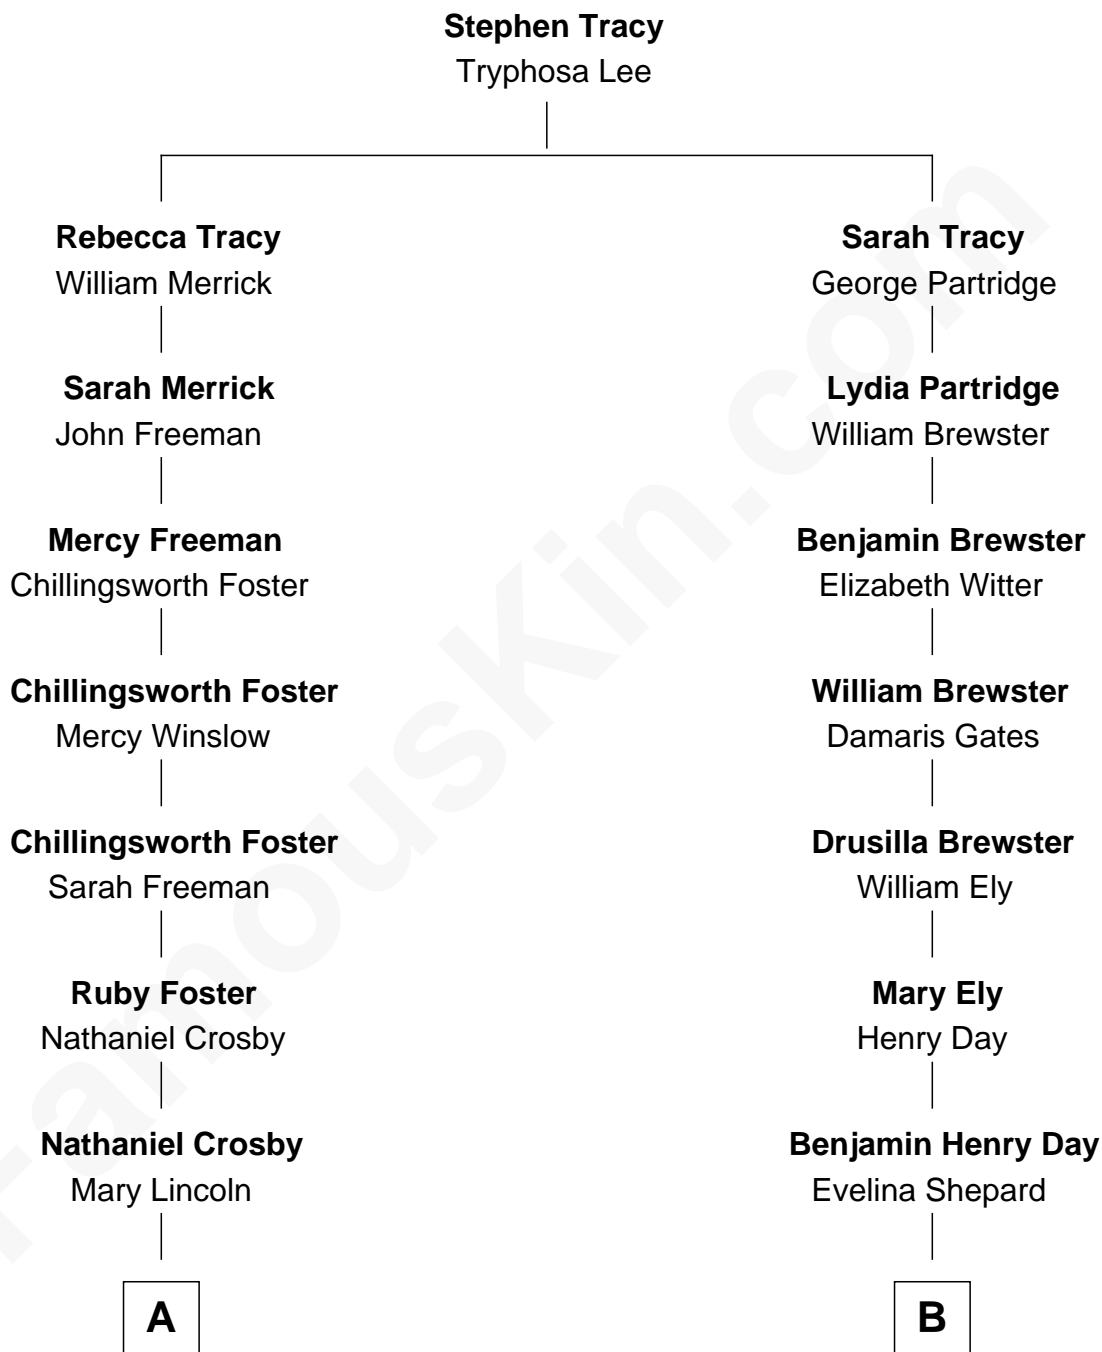 Stephen Tracy
Tryphosa Lee
Rebecca Tracy
William Merrick
Sarah Merrick
John Freeman
Mercy Freeman
Chillingsworth Foster
Chillingsworth Foster
Mercy Winslow
Chillingsworth Foster
Sarah Freeman
Ruby Foster
Nathaniel Crosby
Nathaniel Crosby
Mary Lincoln
A
Sarah Tracy
George Partridge
Lydia Partridge
William Brewster
Benjamin Brewster
Elizabeth Witter
William Brewster
Damaris Gates
Drusilla Brewster
William Ely
Mary Ely
Henry Day
Benjamin Henry Day
Evelina Shepard
B
FamousKin.com